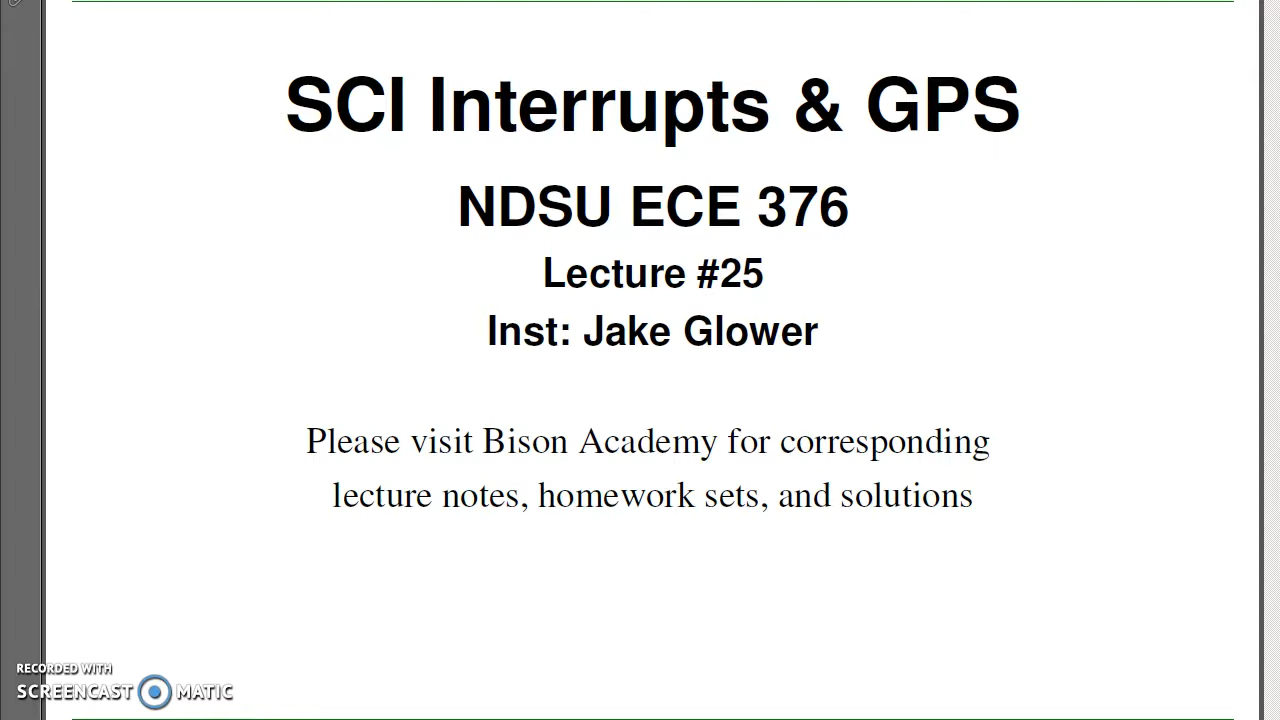 SCI Interrupts & GPS
NDSU ECE 376
Lecture #25
Inst: Jake Glower
Please visit Bison Academy for corresponding
lecture notes, homework sets, and solutions
RECORDED WITH
SCREENCAST MATIC